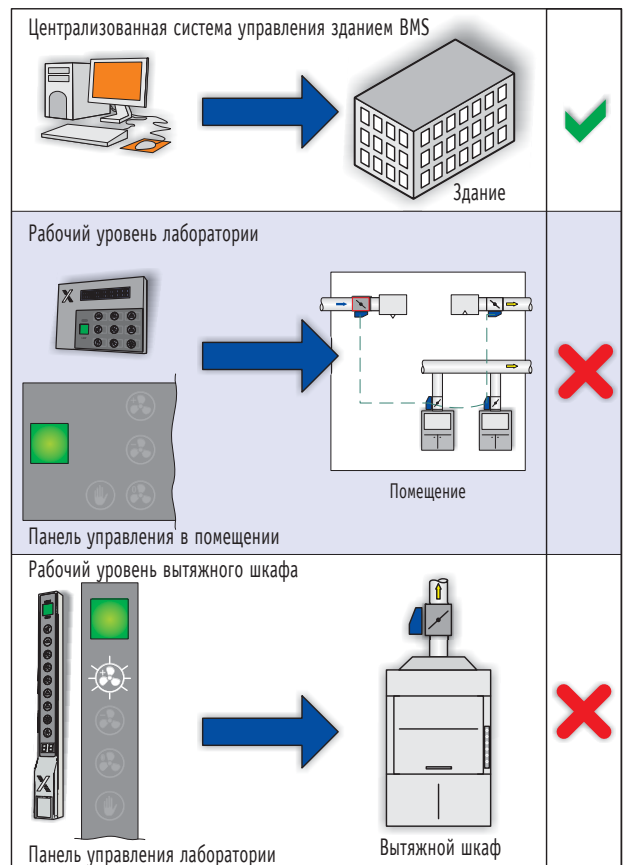 Централизованная система управления зданием BMS
Здание
Рабочий уровень лаборатории
X
Помещение
Панель управления в помещении
Рабочий уровень вытяжного шкафа
X
Вытяжной шкаф
Панель управления лаборатории